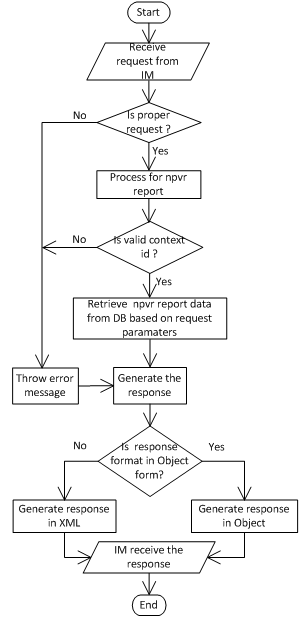 Start
Receive
request from
IM
Is proper
request ?
No
Yes
Process for npvr
report
Is valid context
id ?
No
Yes
Retrieve npvr report data
from DB based on request
paramaters
Throw error
message
Generate the
response
Is response
format in Object
form?
No
Yes
Generate response
in XML
Generate response
in Object
IM receive the
response
End